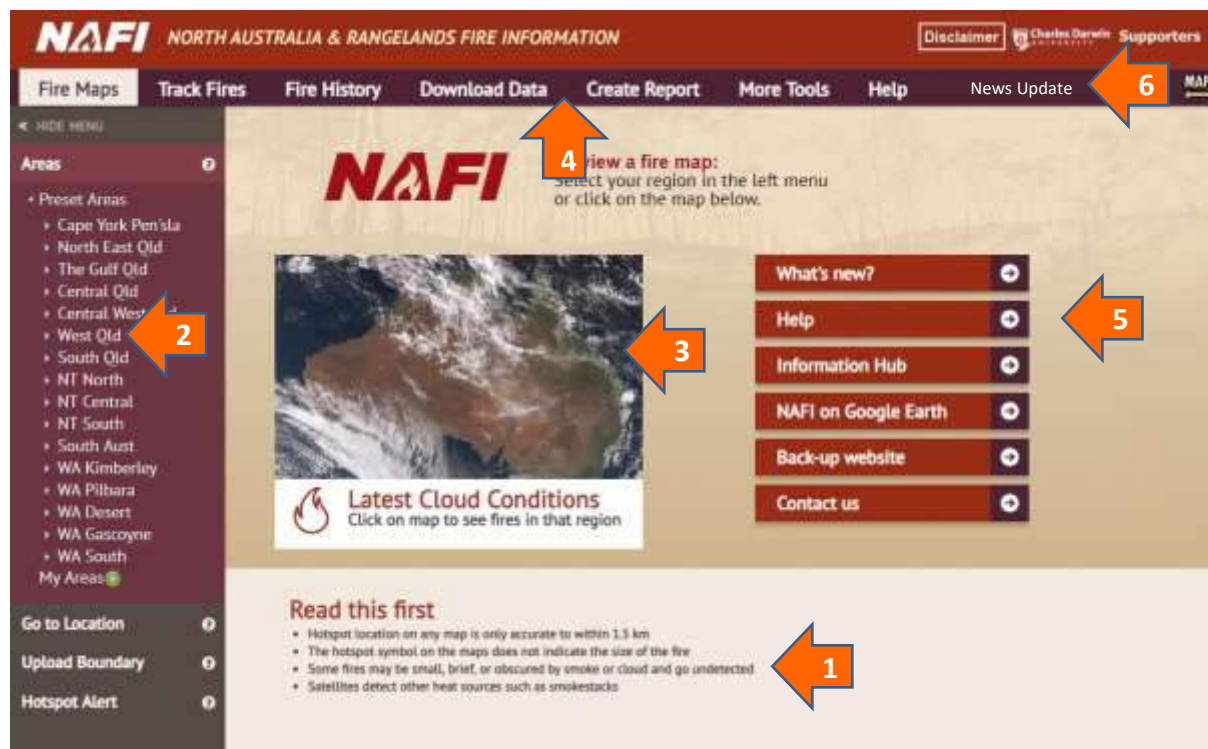 NAFI NORTH AUSTRALIA & RANGELANDS FIRE INFORMATION
Disclaimer Charles Darwin UNIVERSITY Supporters
Fire Maps Track Fires Fire History Download Data Create Report More Tools Help News Update 6 MAP
HIDE MENU
Areas
Preset Areas
Cape York Pen'sla
North East Qld
The Gulf Qld
Central Qld
Central West
West Qld
South Qld
NT North
NT Central
NT South
South Aust
WA Kimberley
WA Pilbara
WA Desert
WA Gascoyne
WA South
My Areas
Go to Location
Upload Boundary
Hotspot Alert
2
NAFI
4
view a fire map:
Select your region in the left menu
or click on the map below.
3
Latest Cloud Conditions
Click on map to see fires in that region
What's new?
Help
Information Hub
NAFI on Google Earth
Back-up website
Contact us
5
Read this first
• Hotspot location on any map is only accurate to within 1.5 km
• The hotspot symbol on the maps does not indicate the size of the fire
• Some fires may be small, brief, or obscured by smoke or cloud and go undetected
• Satellites detect other heat sources such as smokestacks
1